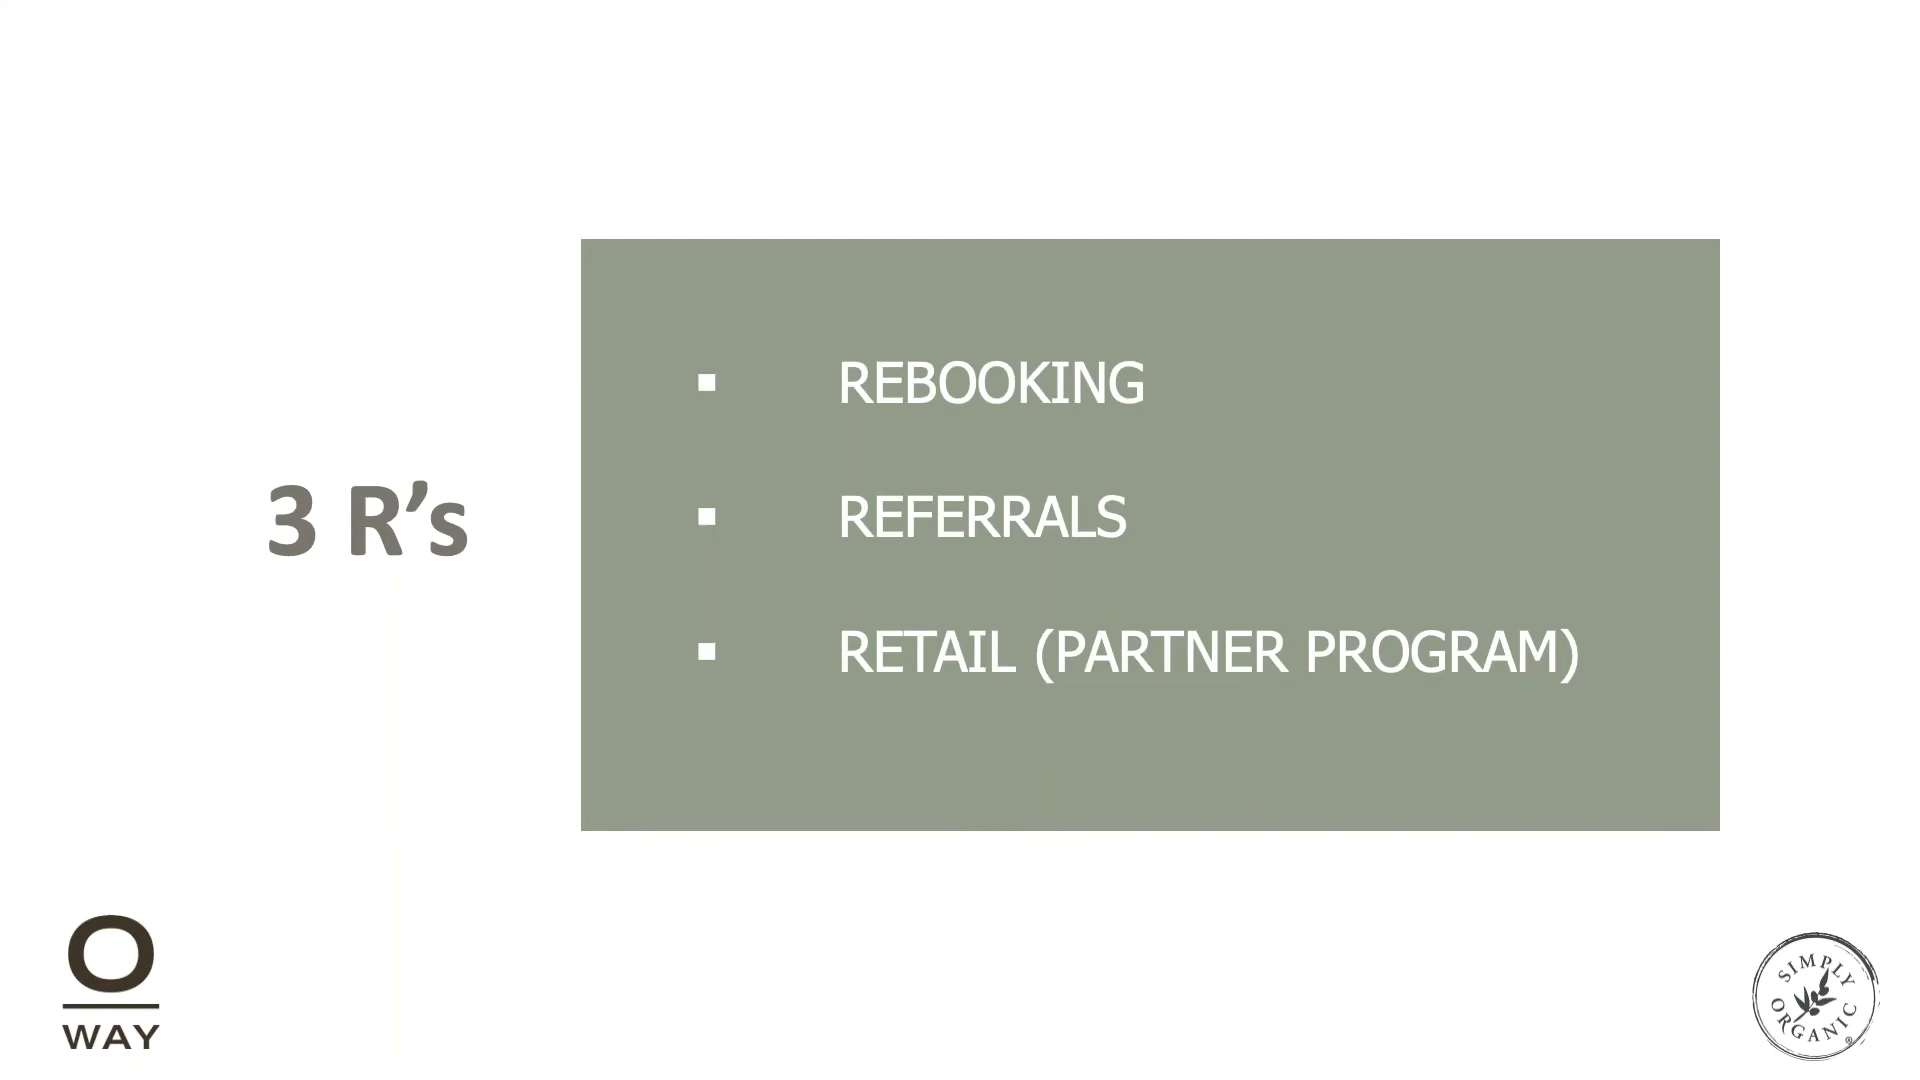 3 R’s
▪ REBOOKING
▪ REFERRALS
▪ RETAIL (PARTNER PROGRAM)
O
WAY
SIMPLY
ORGANIC®